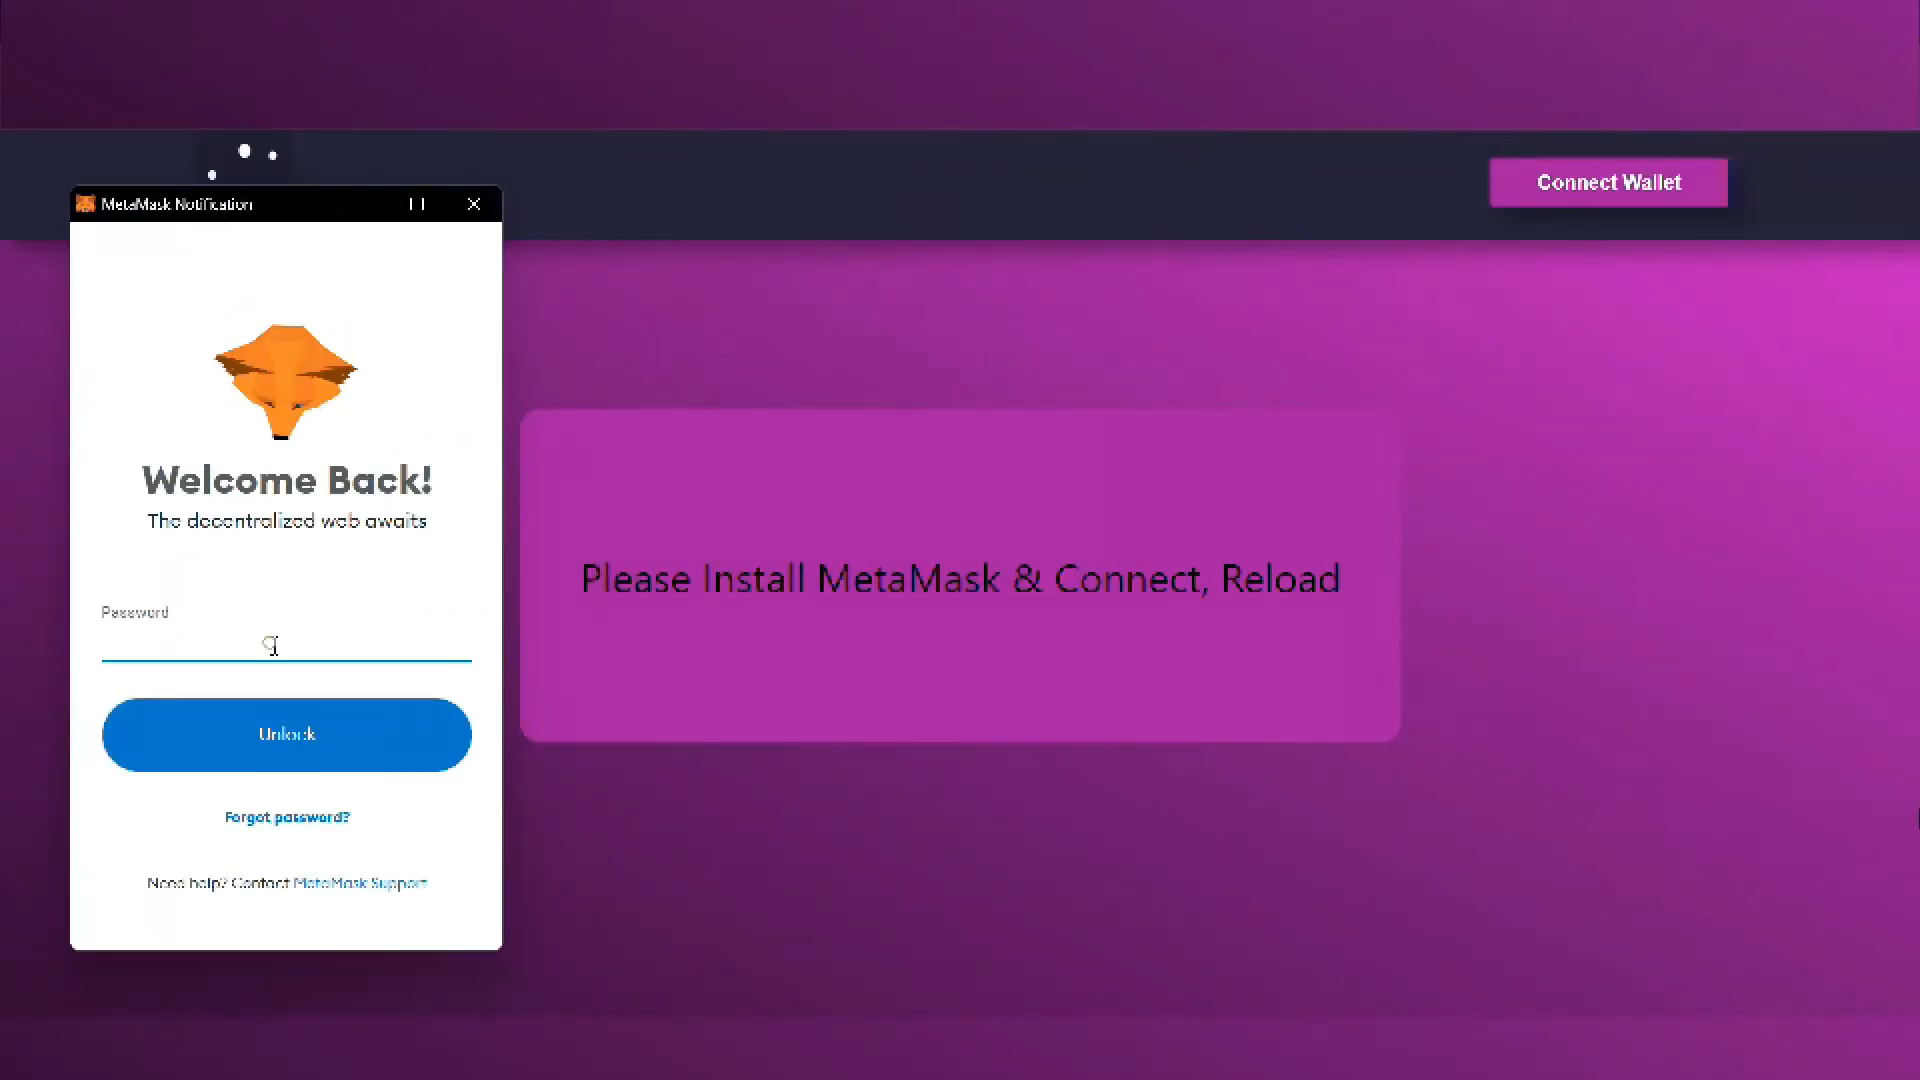 Connect Wallet
MetaMask Notification
Welcome Back!
The decentralized web awaits
Please Install MetaMask & Connect, Reload
Password
Unlock
Forgot password?
Need help? Contact MetaMask Support